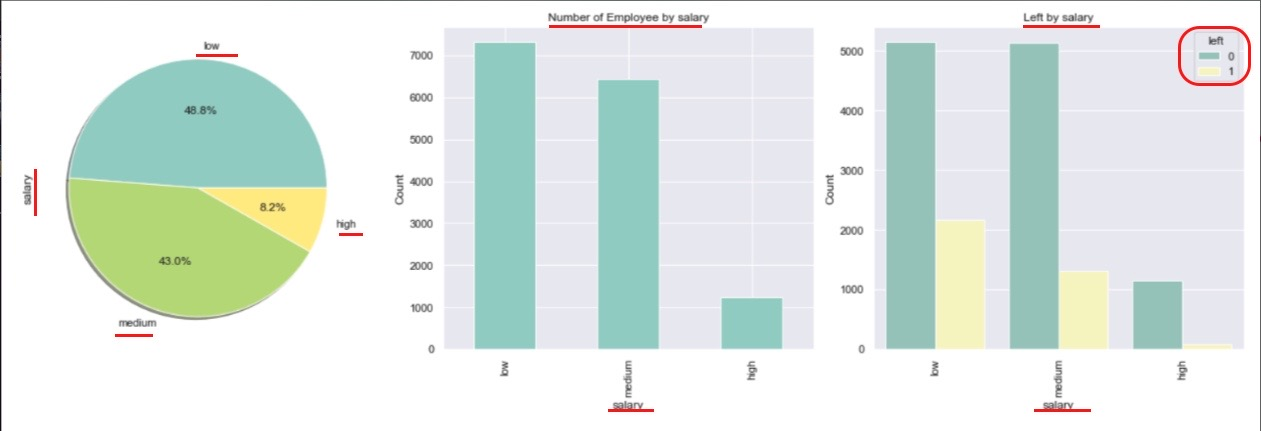 low
48.8%
salary
8.2%
high
43.0%
medium
Number of Employee by salary
Count
7000
6000
5000
4000
3000
2000
1000
0
low
medium
high
salary
Left by salary
left
0
1
Count
5000
4000
3000
2000
1000
0
low
medium
high
salary